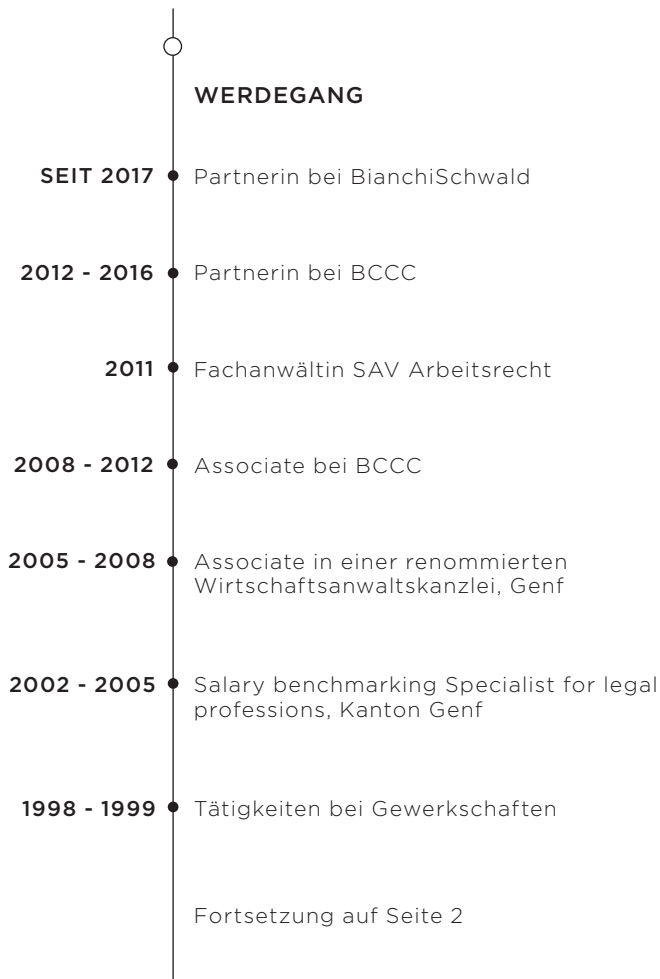 WERDEGANG
SEIT 2017 Partnerin bei BianchiSchwald
2012 - 2016 Partnerin bei BCCC
2011 Fachanwältin SAV Arbeitsrecht
2008 - 2012 Associate bei BCCC
2005 - 2008 Associate in einer renommierten
Wirtschaftsanwaltskanzlei, Genf
2002 - 2005 Salary benchmarking Specialist for legal
professions, Kanton Genf
1998 - 1999 Tätigkeiten bei Gewerkschaften
Fortsetzung auf Seite 2